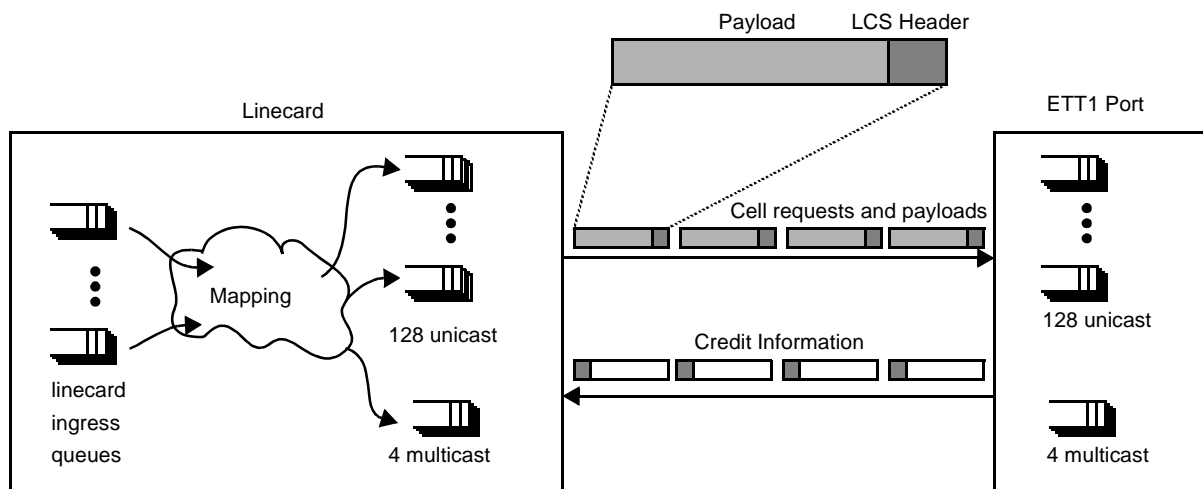 Payload
LCS Header
Linecard
ETT1 Port
Cell requests and payloads
Mapping
128 unicast
128 unicast
Credit Information
linecard
ingress
queues
4 multicast
4 multicast